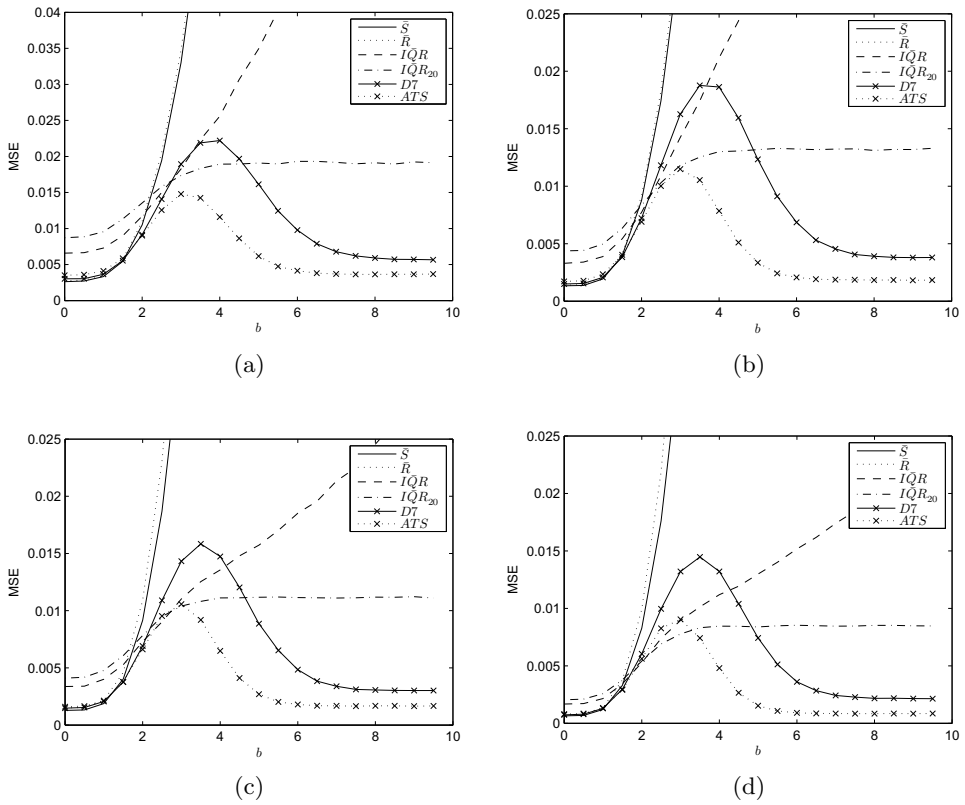 0.04
0.035
0.03
0.025
0.02
0.015
0.01
0.005
0
MSE
0 2 4 6 8 10
b
S̄
R̄
IQ̄R
IQ̄R₂₀
D7
ATS
(a)
0.025
0.02
0.015
0.01
0.005
0
MSE
0 2 4 6 8 10
b
S̄
R̄
IQ̄R
IQ̄R₂₀
D7
ATS
(b)
0.025
0.02
0.015
0.01
0.005
0
MSE
0 2 4 6 8 10
b
S̄
R̄
IQ̄R
IQ̄R₂₀
D7
ATS
(c)
0.025
0.02
0.015
0.01
0.005
0
MSE
0 2 4 6 8 10
b
S̄
R̄
IQ̄R
IQ̄R₂₀
D7
ATS
(d)